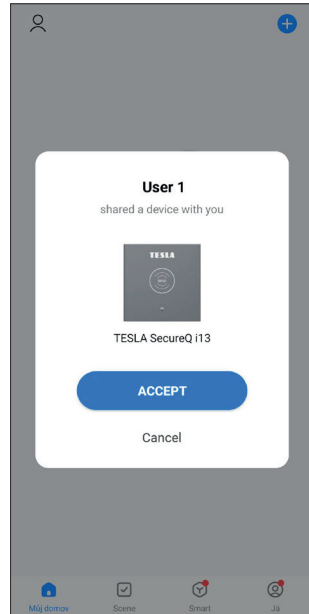 User 1
shared a device with you
TESLA
TESLA SecureQ i13
ACCEPT
Cancel
Můj domov
Scene
Smart
Já